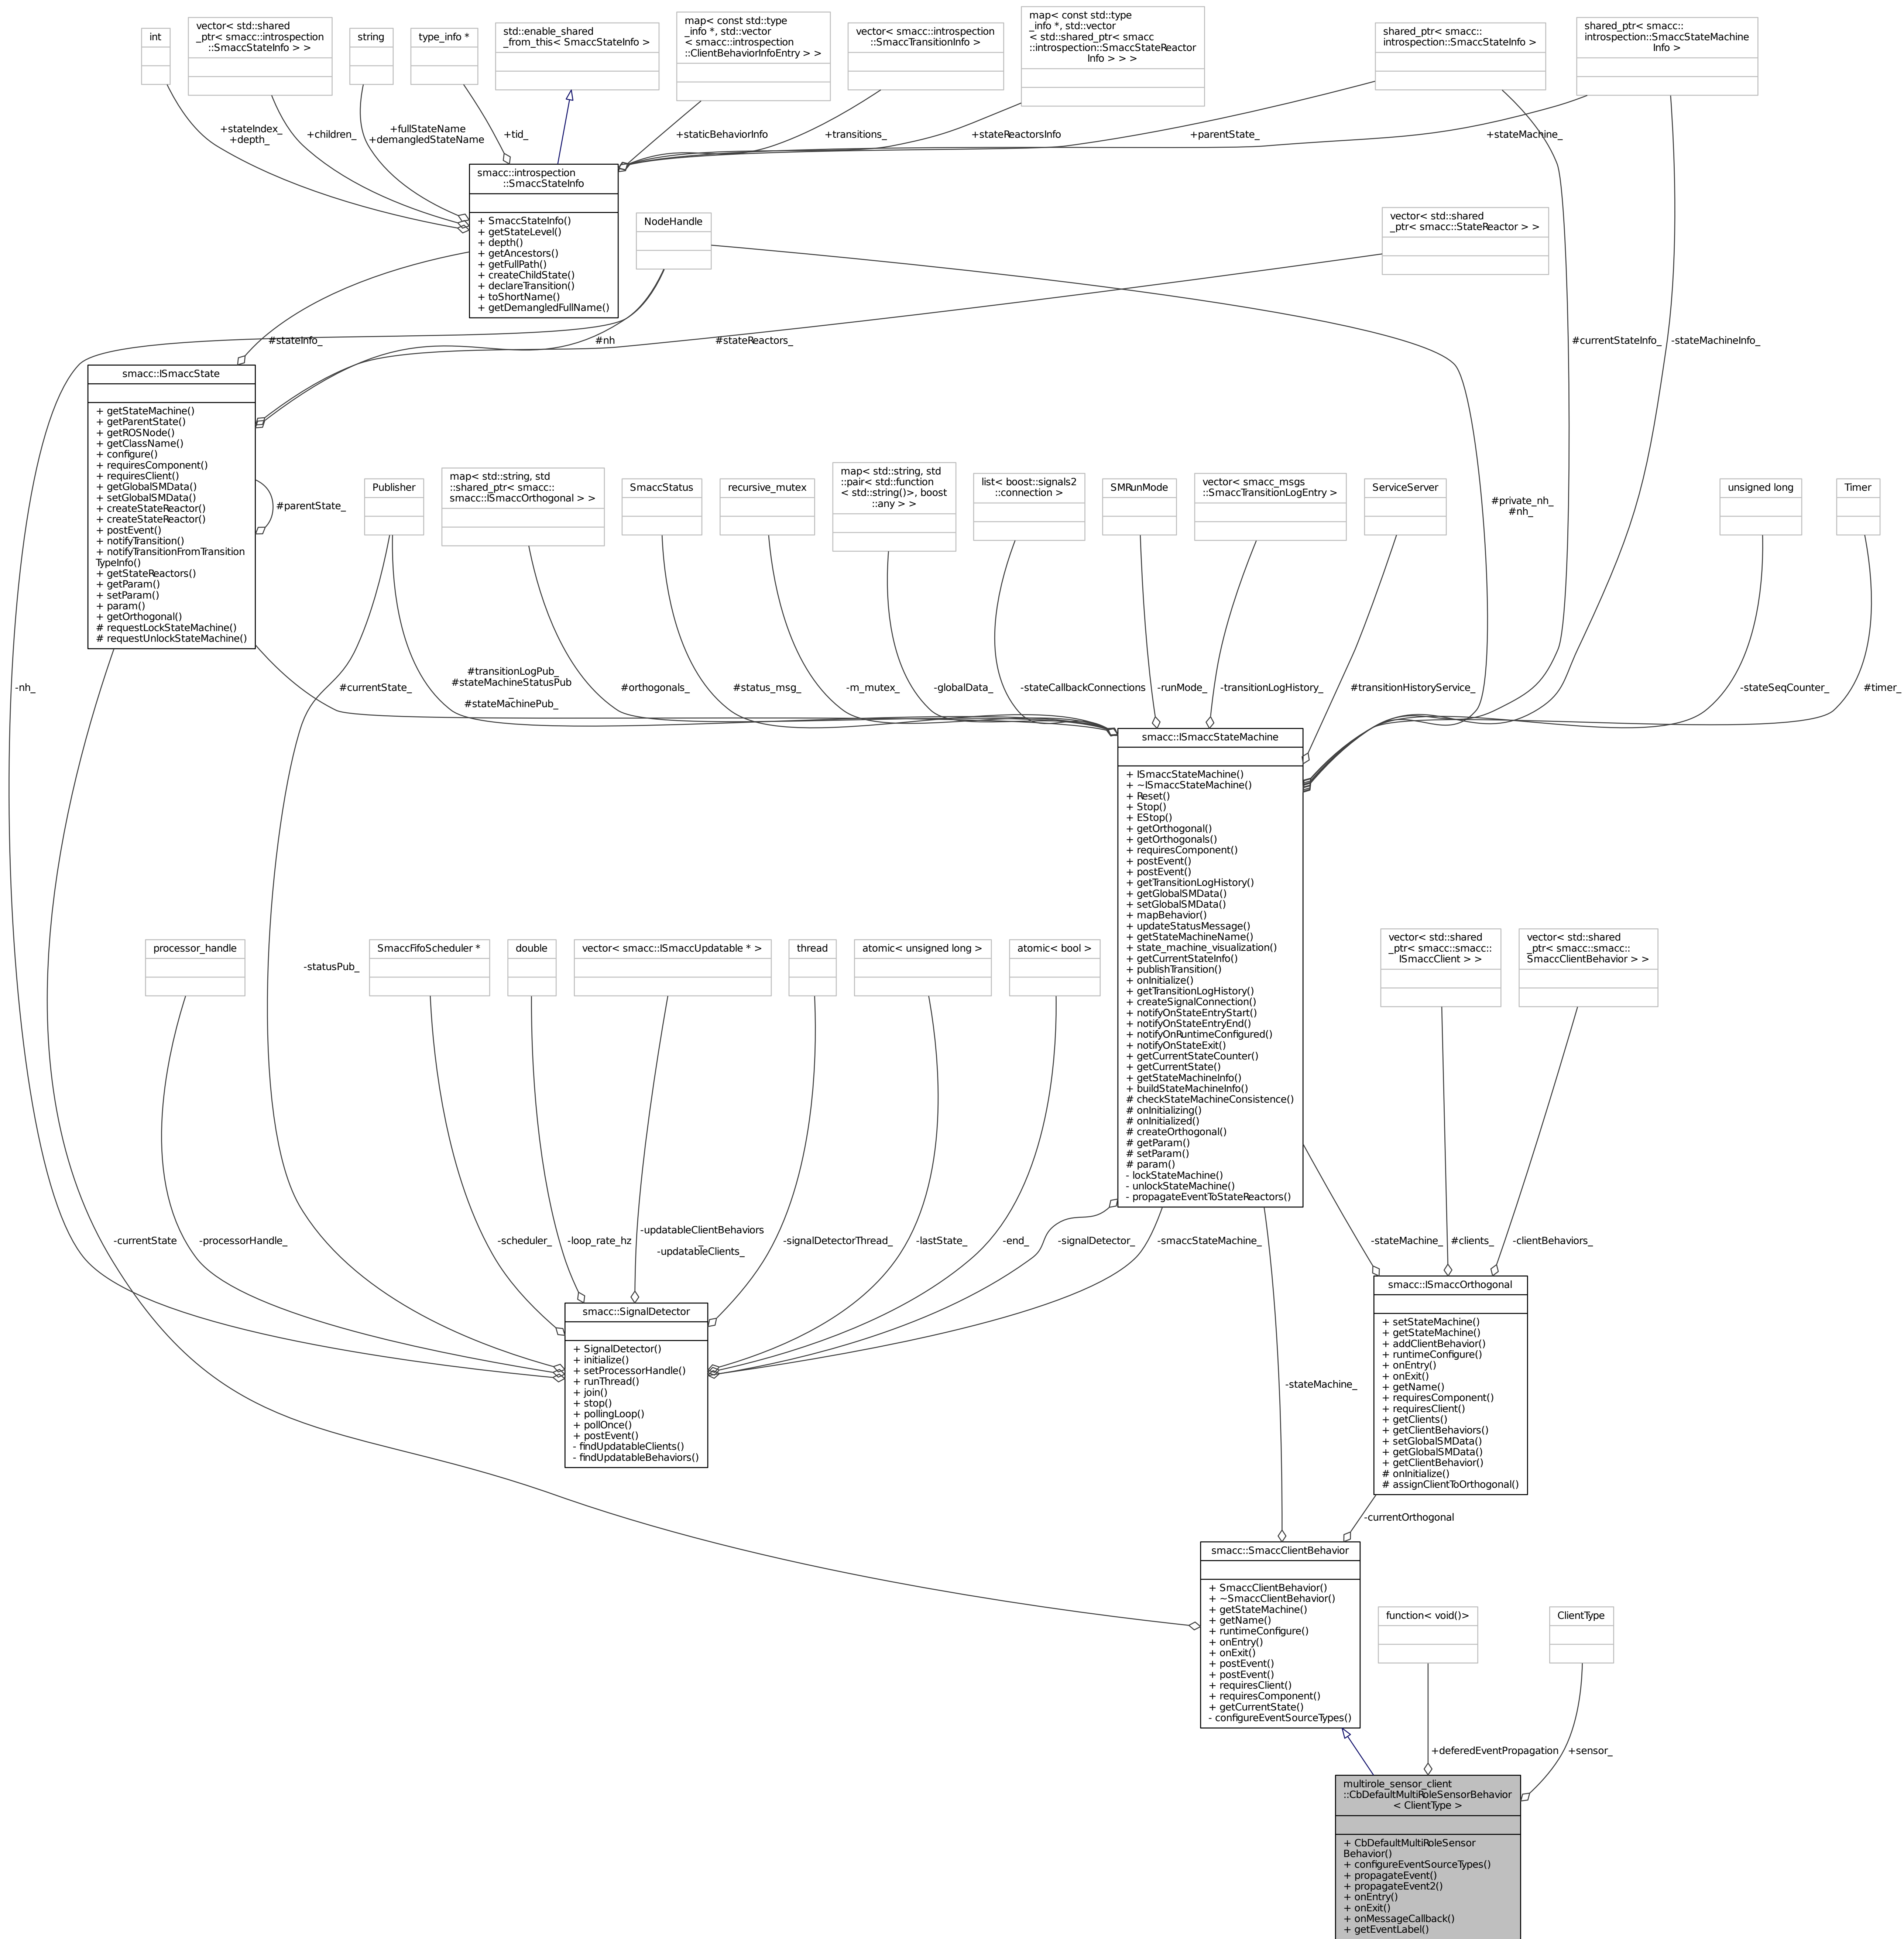 int
vector< std::shared
_ptr< smacc::introspection
::SmaccStateInfo > >
string
type_info *
std::enable_shared
_from_this< SmaccStateInfo >
map< const std::type
_info *, std::vector
< smacc::introspection
::ClientBehaviorInfoEntry > >
vector< smacc::introspection
::SmaccTransitionInfo >
map< const std::type
_info *, std::vector
< std::shared_ptr< smacc
::introspection::SmaccStateReactor
Info > > >
shared_ptr< smacc::
introspection::SmaccStateInfo >
shared_ptr< smacc::
introspection::SmaccStateMachine
Info >
+stateIndex_
+depth_
+children_
+fullStateName
+demangledStateName
+tid_
+staticBehaviorInfo
+transitions_
+stateReactorsInfo
+parentState_
+stateMachine_
smacc::introspection
::SmaccStateInfo
+ SmaccStateInfo()
+ getStateLevel()
+ depth()
+ getAncestors()
+ getFullPath()
+ createChildState()
+ declareTransition()
+ toShortName()
+ getDemangledFullName()
NodeHandle
vector< std::shared
_ptr< smacc::StateReactor > >
#stateInfo_
#nh
#stateReactors_
#currentStateInfo_
-stateMachineInfo_
smacc::ISmaccState
+ getStateMachine()
+ getParentState()
+ getROSNode()
+ getClassName()
+ configure()
+ requiresComponent()
+ requiresClient()
+ getGlobalSMData()
+ setGlobalSMData()
+ createStateReactor()
+ createStateReactor()
+ postEvent()
+ notifyTransition()
+ notifyTransitionFromTransition
TypeInfo()
+ getStateReactors()
+ getParam()
+ setParam()
+ param()
+ getOrthogonal()
# requestLockStateMachine()
# requestUnlockStateMachine()
#parentState_
Publisher
map< std::string, std
::shared_ptr< smacc::
smacc::ISmaccOrthogonal > >
SmaccStatus
recursive_mutex
map< std::string, std
::pair< std::function
< std::string()>, boost
::any > >
list< boost::signals2
::connection >
SMRunMode
vector< smacc_msgs
::SmaccTransitionLogEntry >
ServiceServer
#private_nh_
#nh_
unsigned long
Timer
-nh_
#currentState_
#transitionLogPub_
#stateMachineStatusPub
_
#stateMachinePub_
#orthogonals_
#status_msg_
-m_mutex_
-globalData_
-stateCallbackConnections
-runMode_
-transitionLogHistory_
#transitionHistoryService_
-stateSeqCounter_
#timer_
smacc::ISmaccStateMachine
+ ISmaccStateMachine()
+ ~ISmaccStateMachine()
+ Reset()
+ Stop()
+ EStop()
+ getOrthogonal()
+ getOrthogonals()
+ requiresComponent()
+ postEvent()
+ postEvent()
+ getTransitionLogHistory()
+ getGlobalSMData()
+ setGlobalSMData()
+ mapBehavior()
+ updateStatusMessage()
+ getStateMachineName()
+ state_machine_visualization()
+ getCurrentStateInfo()
+ publishTransition()
+ onInitialize()
+ getTransitionLogHistory()
+ createSignalConnection()
+ notifyOnStateEntryStart()
+ notifyOnStateEntryEnd()
+ notifyOnRuntimeConfigured()
+ notifyOnStateExit()
+ getCurrentStateCounter()
+ getCurrentState()
+ getStateMachineInfo()
+ buildStateMachineInfo()
# checkStateMachineConsistence()
# onInitializing()
# onInitialized()
# createOrthogonal()
# getParam()
# setParam()
# param()
- lockStateMachine()
- unlockStateMachine()
- propagateEventToStateReactors()
processor_handle
-statusPub_
SmaccFifoScheduler *
double
vector< smacc::ISmaccUpdatable * >
thread
atomic< unsigned long >
atomic< bool >
vector< std::shared
_ptr< smacc::smacc::
ISmaccClient > >
vector< std::shared
_ptr< smacc::smacc::
SmaccClientBehavior > >
-currentState
-processorHandle_
-scheduler_
-loop_rate_hz
-updatableClientBehaviors
_
-updatableClients_
-signalDetectorThread_
-lastState_
-end_
-signalDetector_
-smaccStateMachine_
-stateMachine_
#clients_
-clientBehaviors_
smacc::SignalDetector
+ SignalDetector()
+ initialize()
+ setProcessorHandle()
+ runThread()
+ join()
+ stop()
+ pollingLoop()
+ pollOnce()
+ postEvent()
- findUpdatableClients()
- findUpdatableBehaviors()
smacc::ISmaccOrthogonal
+ setStateMachine()
+ getStateMachine()
+ addClientBehavior()
+ runtimeConfigure()
+ onEntry()
+ onExit()
+ getName()
+ requiresComponent()
+ requiresClient()
+ getClients()
+ getClientBehaviors()
+ setGlobalSMData()
+ getGlobalSMData()
+ getClientBehavior()
# onInitialize()
# assignClientToOrthogonal()
-stateMachine_
-currentOrthogonal
smacc::SmaccClientBehavior
+ SmaccClientBehavior()
+ ~SmaccClientBehavior()
+ getStateMachine()
+ getName()
+ runtimeConfigure()
+ onEntry()
+ onExit()
+ postEvent()
+ postEvent()
+ requiresClient()
+ requiresComponent()
+ getCurrentState()
- configureEventSourceTypes()
function< void()>
ClientType
+deferedEventPropagation
+sensor_
multirole_sensor_client
::CbDefaultMultiRoleSensorBehavior
< ClientType >
+ CbDefaultMultiRoleSensor
Behavior()
+ configureEventSourceTypes()
+ propagateEvent()
+ propagateEvent2()
+ onEntry()
+ onExit()
+ onMessageCallback()
+ getEventLabel()